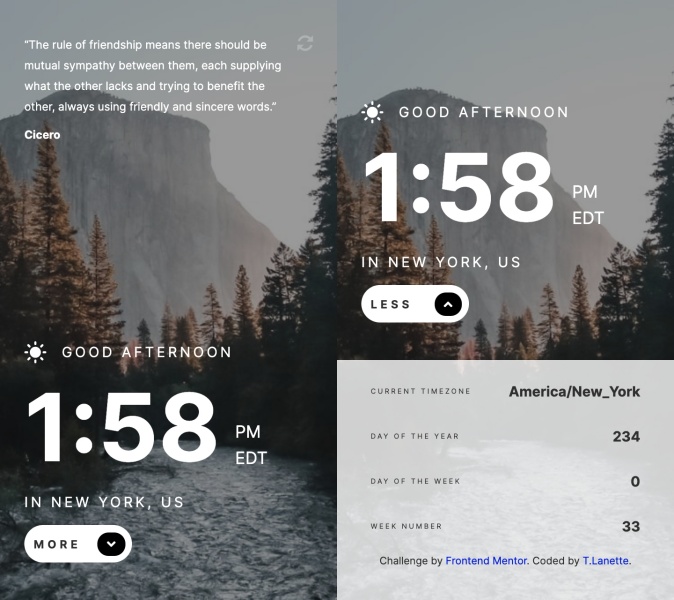 “The rule of friendship means there should be
mutual sympathy between them, each supplying
what the other lacks and trying to benefit the
other, always using friendly and sincere words.”
Cicero
GOOD AFTERNOON
1:58 PM EDT
IN NEW YORK, US
MORE
GOOD AFTERNOON
1:58 PM EDT
IN NEW YORK, US
LESS
CURRENT TIMEZONE America/New_York
DAY OF THE YEAR 234
DAY OF THE WEEK 0
WEEK NUMBER 33
Challenge by Frontend Mentor. Coded by T.Lanette.